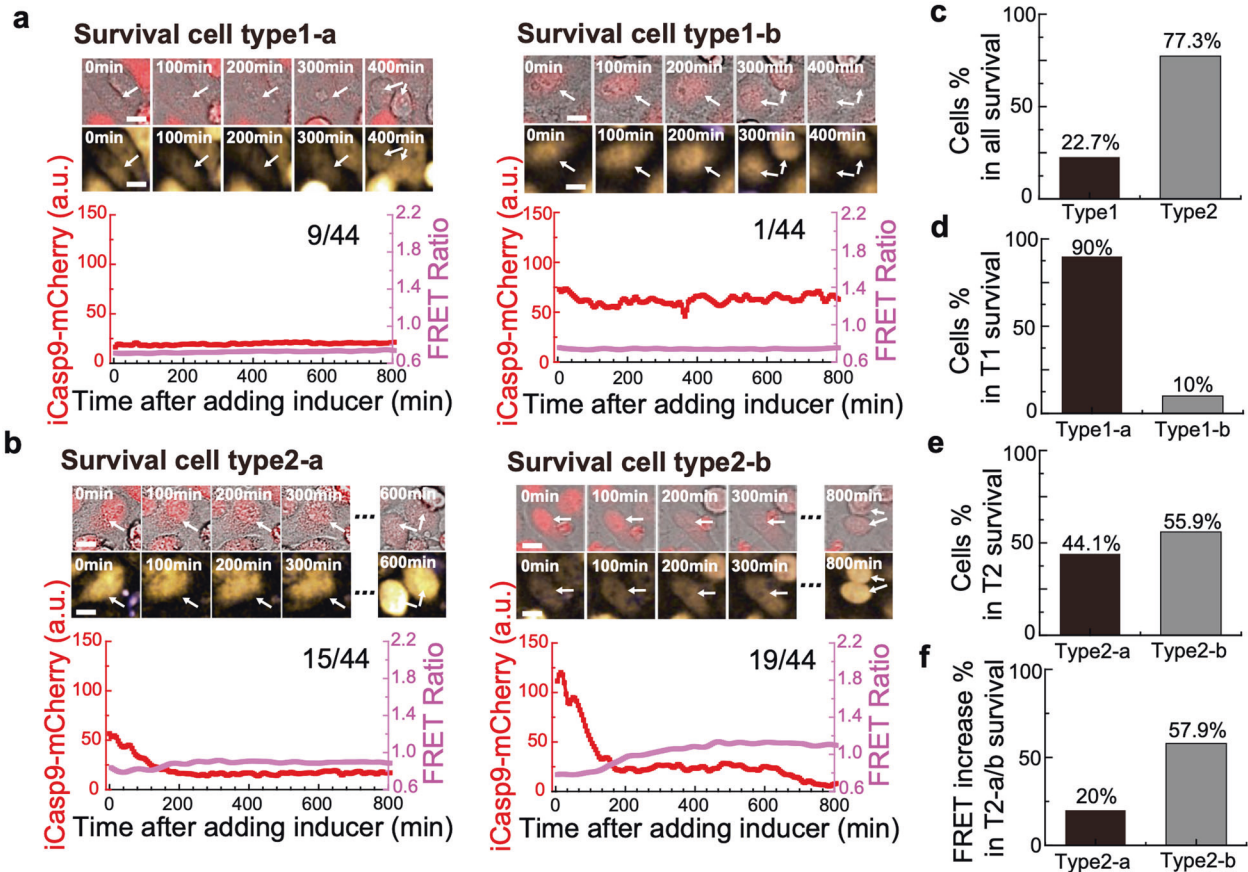 a
Survival cell type1-a
0min 100min 200min 300min 400min
0min 100min 200min 300min 400min
iCasp9-mCherry (a.u.)
150
100
50
25
0
9/44
2.2
1.8
1.4
1.0
0.6
FRET Ratio
0 200 400 600 800
Time after adding inducer (min)
Survival cell type1-b
0min 100min 200min 300min 400min
0min 100min 200min 300min 400min
iCasp9-mCherry (a.u.)
150
100
50
25
0
1/44
2.2
1.8
1.4
1.0
0.6
FRET Ratio
0 200 400 600 800
Time after adding inducer (min)
b
Survival cell type2-a
0min 100min 200min 300min ... 600min
0min 100min 200min 300min ... 600min
iCasp9-mCherry (a.u.)
150
100
50
25
0
15/44
2.2
1.8
1.4
1.0
0.6
FRET Ratio
0 200 400 600 800
Time after adding inducer (min)
Survival cell type2-b
0min 100min 200min 300min ... 800min
0min 100min 200min 300min ... 800min
iCasp9-mCherry (a.u.)
150
100
50
25
0
19/44
2.2
1.8
1.4
1.0
0.6
FRET Ratio
0 200 400 600 800
Time after adding inducer (min)
c
Cells %
in all survival
100
50
0
22.7%
77.3%
Type1 Type2
d
Cells %
in T1 survival
100
50
0
90%
10%
Type1-a Type1-b
e
Cells %
in T2 survival
100
50
0
44.1%
55.9%
Type2-a Type2-b
f
FRET increase %
in T2-a/b survival
100
50
0
20%
57.9%
Type2-a Type2-b